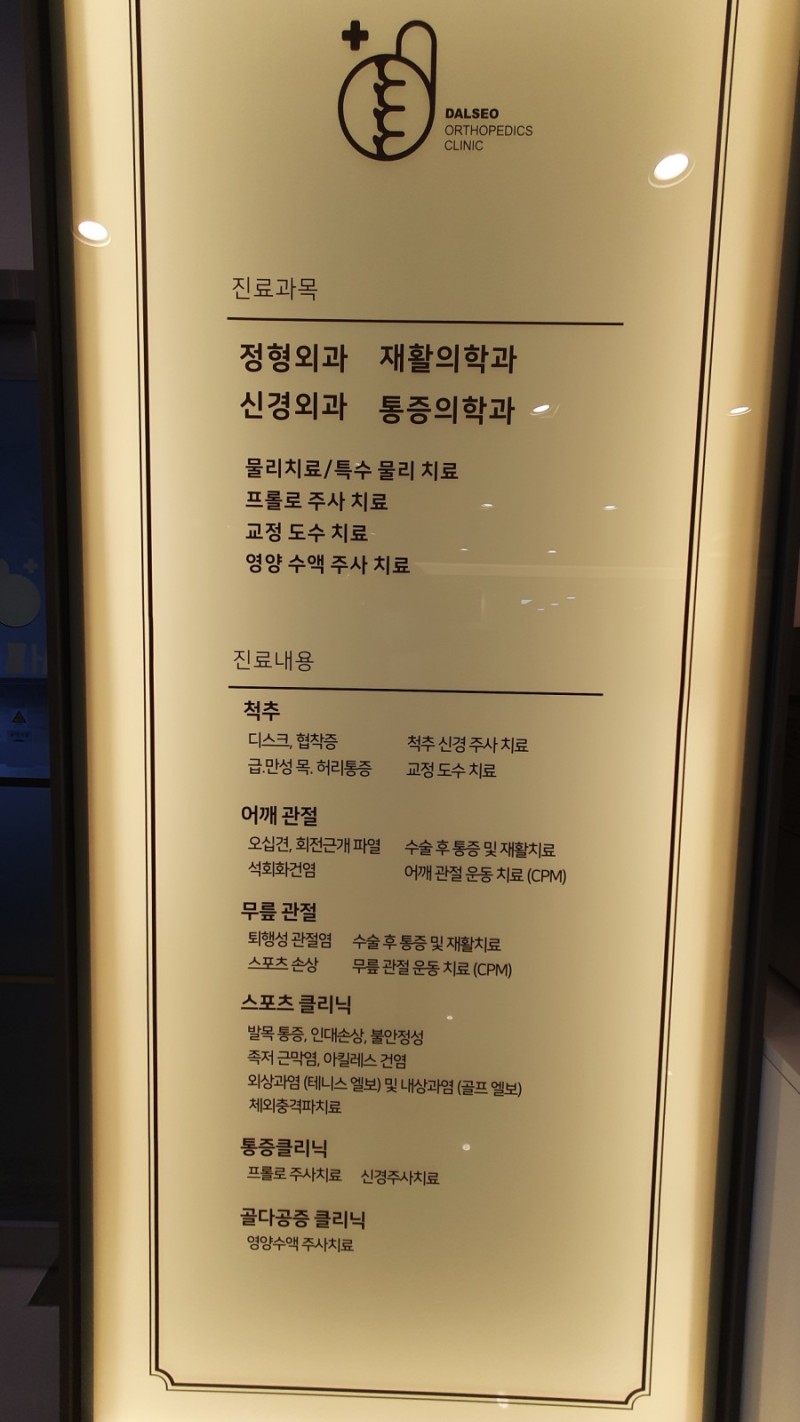 DALSEO
ORTHOPEDICS
CLINIC
진료과목
정형외과 재활의학과
신경외과 통증의학과
물리치료/특수 물리 치료
프롤로 주사 치료
교정 도수 치료
영양 수액 주사 치료
진료내용
척추
디스크, 협착증 척추 신경 주사 치료
급.만성 목. 허리통증 교정 도수 치료
어깨 관절
오십견, 회전근개 파열 수술 후 통증 및 재활치료
석회화건염 어깨 관절 운동 치료 (CPM)
무릎 관절
퇴행성 관절염 수술 후 통증 및 재활치료
스포츠 손상 무릎 관절 운동 치료 (CPM)
스포츠 클리닉
발목 통증, 인대손상, 불안정성
족저 근막염, 아킬레스 건염
외상과염 (테니스 엘보) 및 내상과염 (골프 엘보)
체외충격파치료
통증클리닉
프롤로 주사치료 신경주사치료
골다공증 클리닉
영양수액 주사치료